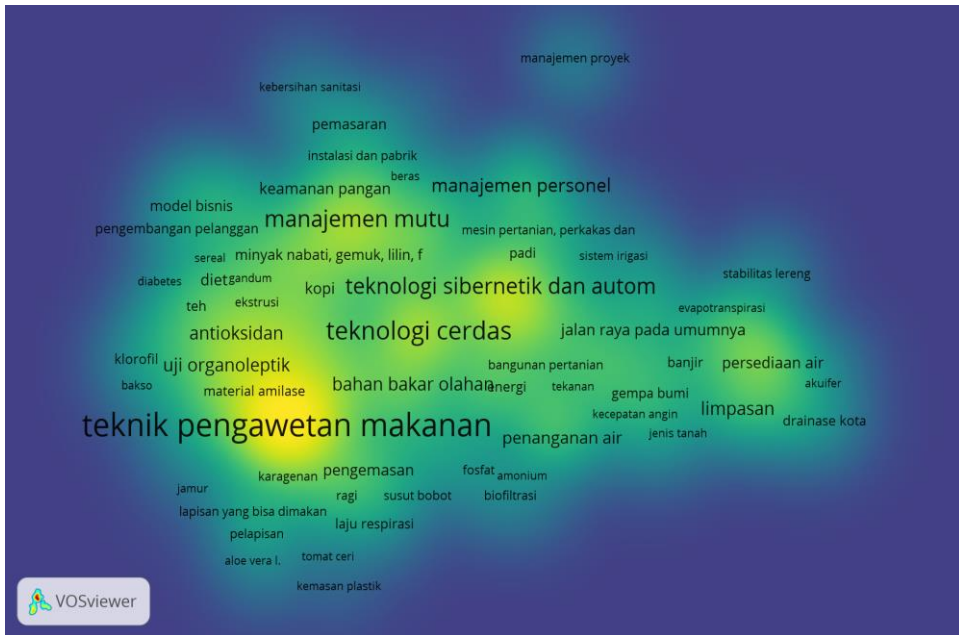 manajemen proyek
kebersihan sanitasi
pemasaran
instalasi dan pabrik
beras
keamanan pangan
manajemen personel
model bisnis
manajemen mutu
pengembangan pelanggan
mesin pertanian, perkakas dan
sereal
minyak nabati, gemuk, lilin, f
padi
sistem irigasi
stabilitas lereng
diabetes
diet
gandum
kopi
teknologi sibernetik dan autom
teh
ekstrusi
evapotranspirasi
antioksidan
teknologi cerdas
jalan raya pada umumnya
klorofil
uji organoleptik
bangunan pertanian
banjir
persediaan air
bakso
material amilase
bahan bakar olahan
energi
tekanan
gempa bumi
akuifer
teknik pengawetan makanan
kecepatan angin
limpasan
drainase kota
penanganan air
jenis tanah
karagenan
pengemasan
fosfat
amonium
jamur
ragi
susut bobot
biofiltrasi
lapisan yang bisa dimakan
laju respirasi
pelapisan
aloe vera l.
tomat ceri
kemasan plastik
VOSviewer